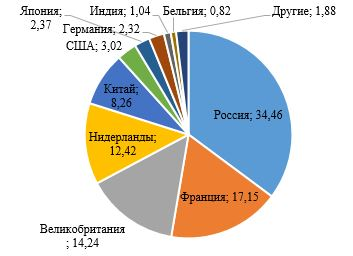 Япония;
2,37
Индия; 1,04
Бельгия; 0,82
Другие; 1,88
Германия; 2,32
США; 3,02
Китай;
8,26
Россия; 34,46
Нидерланды;
12,42
Франция; 17,15
Великобритания
; 14,24